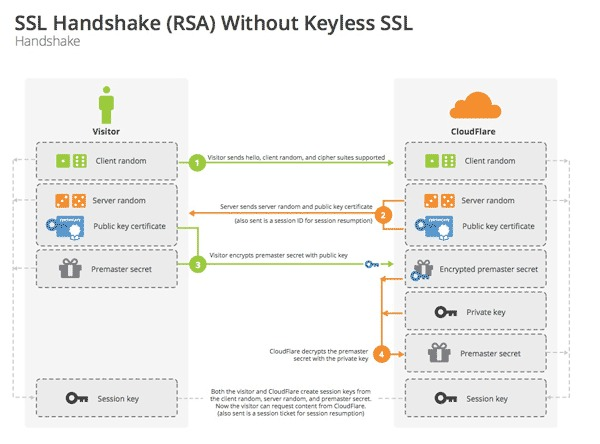 SSL Handshake (RSA) Without Keyless SSL
Handshake
Visitor
CloudFlare
Client random
1
Visitor sends hello, client random, and cipher suites supported
Client random
Server random
Public key certificate
Server sends server random and public key certificate
(also sent is a session ID for session resumption)
2
Server random
Public key certificate
Premaster secret
3
Visitor encrypts premaster secret with public key
Encrypted premaster secret
Private key
CloudFlare decrypts the premaster
secret with the private key
4
Premaster secret
Session key
Both the visitor and CloudFlare create session keys from
the client random, server random, and premaster secret.
Now the visitor can request content from CloudFlare.
(also sent is a session ticket for session resumption)
Session key